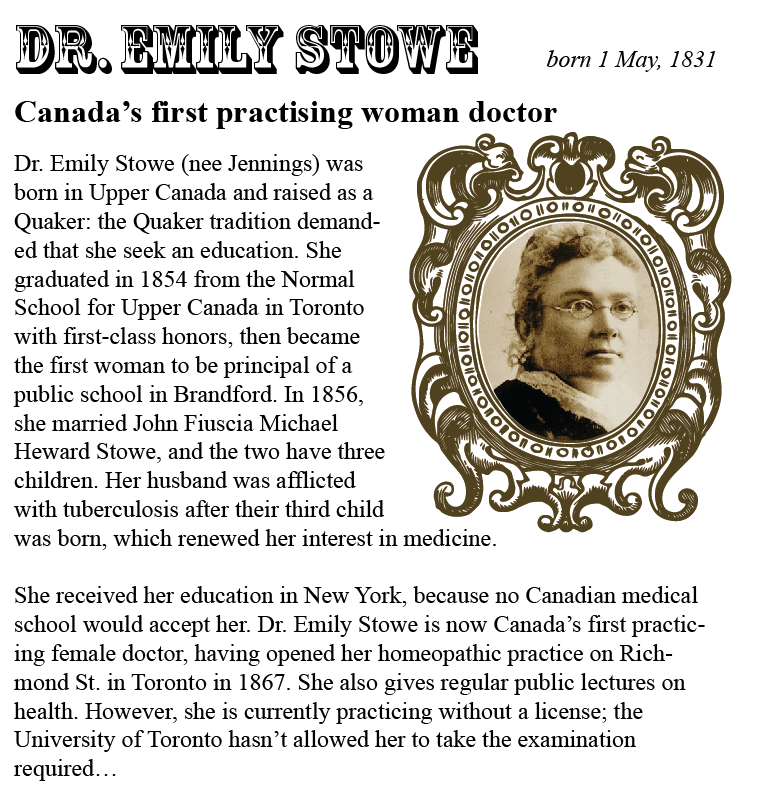 DR. EMILY STOWE
born 1 May, 1831
Canada’s first practising woman doctor
Dr. Emily Stowe (nee Jennings) was
born in Upper Canada and raised as a
Quaker: the Quaker tradition demand-
ed that she seek an education. She
graduated in 1854 from the Normal
School for Upper Canada in Toronto
with first-class honors, then became
the first woman to be principal of a
public school in Brandford. In 1856,
she married John Fiuscia Michael
Heward Stowe, and the two have three
children. Her husband was afflicted
with tuberculosis after their third child
was born, which renewed her interest in medicine.
She received her education in New York, because no Canadian medical
school would accept her. Dr. Emily Stowe is now Canada’s first practic-
ing female doctor, having opened her homeopathic practice on Rich-
mond St. in Toronto in 1867. She also gives regular public lectures on
health. However, she is currently practicing without a license; the
University of Toronto hasn’t allowed her to take the examination
required…